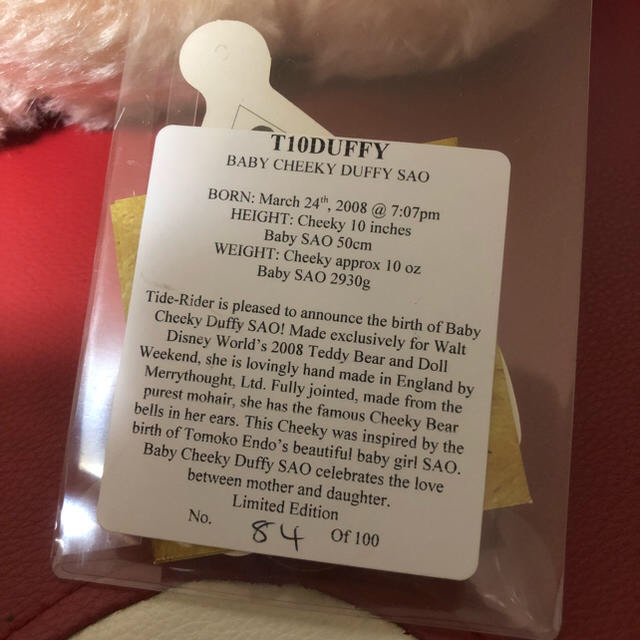 T10DUFFY
BABY CHEEKY DUFFY SAO
BORN: March 24th, 2008 @ 7:07pm
HEIGHT: Cheeky 10 inches
Baby SAO 50cm
WEIGHT: Cheeky approx 10 oz
Baby SAO 2930g
Tide-Rider is pleased to announce the birth of Baby
Cheeky Duffy SAO! Made exclusively for Walt
Disney World's 2008 Teddy Bear and Doll
Weekend, she is lovingly hand made in England by
Merrythought, Ltd. Fully jointed, made from the
purest mohair, she has the famous Cheeky Bear
bells in her ears. This Cheeky was inspired by the
birth of Tomoko Endo's beautiful baby girl SAO.
Baby Cheeky Duffy SAO celebrates the love
between mother and daughter.
Limited Edition
No. 84 Of 100